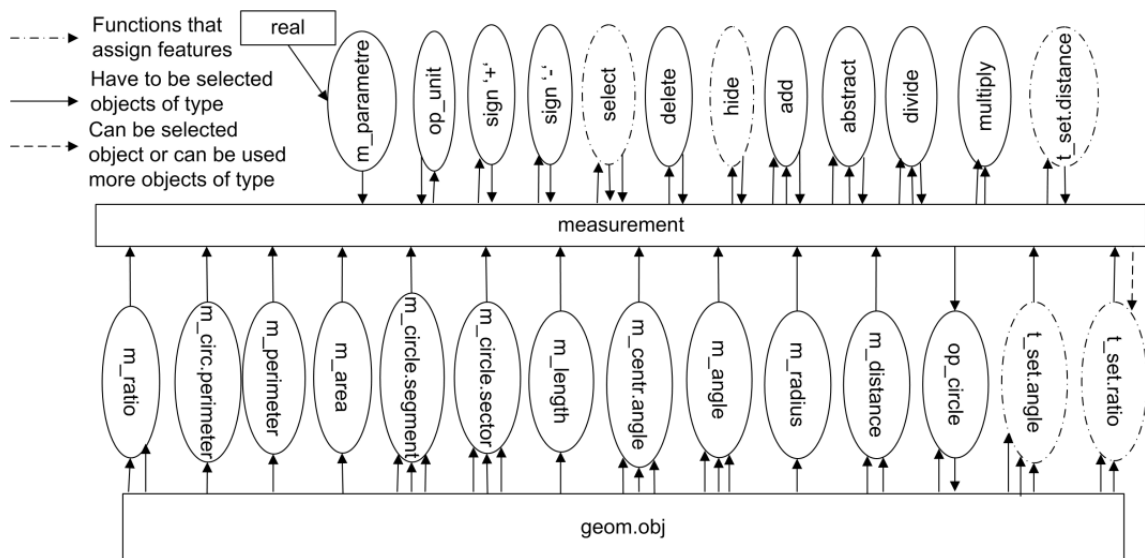 Functions that
assign features
Have to be selected
objects of type
Can be selected
object or can be used
more objects of type
real
m_parametre
op_unit
sign ‘+‘
sign ‘-‘
select
delete
hide
add
abstract
divide
multiply
t_set.distance
measurement
m_ratio
m_circ.perimeter
m_perimeter
m_area
m_circle.segment
m_circle.sector
m_length
m_centr.angle
m_angle
m_radius
m_distance
op_circle
t_set.angle
t_set.ratio
geom.obj